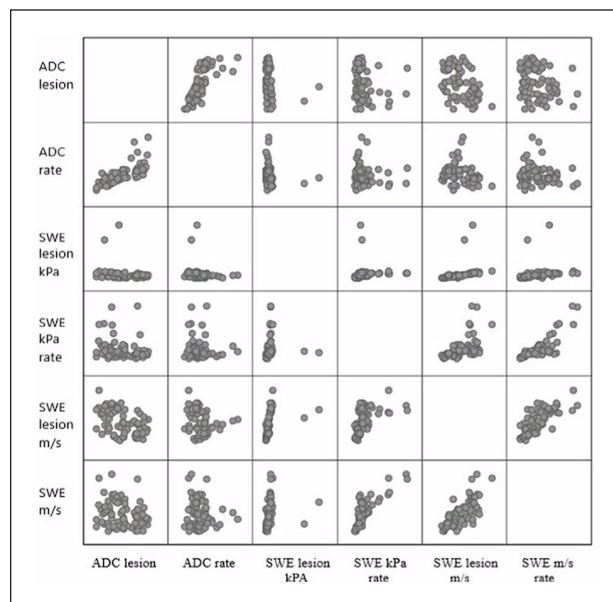 ADC
lesion
ADC
rate
SWE
lesion
kPa
SWE
kPa
rate
SWE
lesion
m/s
SWE
m/s
ADC lesion
ADC rate
SWE lesion
kPA
SWE kPa
rate
SWE lesion
m/s
SWE m/s
rate